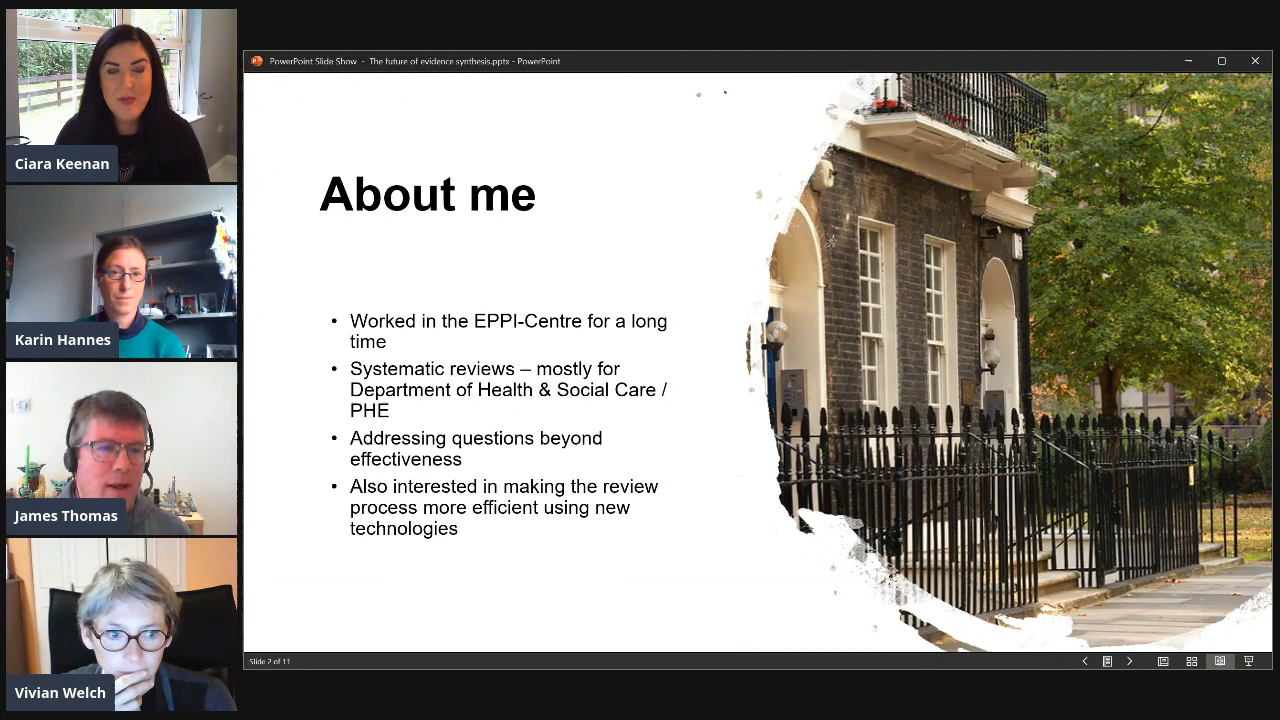 Ciara Keenan
Karin Hannes
James Thomas
Vivian Welch
PowerPoint Slide Show - The future of evidence synthesis.pptx - PowerPoint
About me
• Worked in the EPPI-Centre for a long
time
• Systematic reviews – mostly for
Department of Health & Social Care /
PHE
• Addressing questions beyond
effectiveness
• Also interested in making the review
process more efficient using new
technologies
Slide 2 of 11